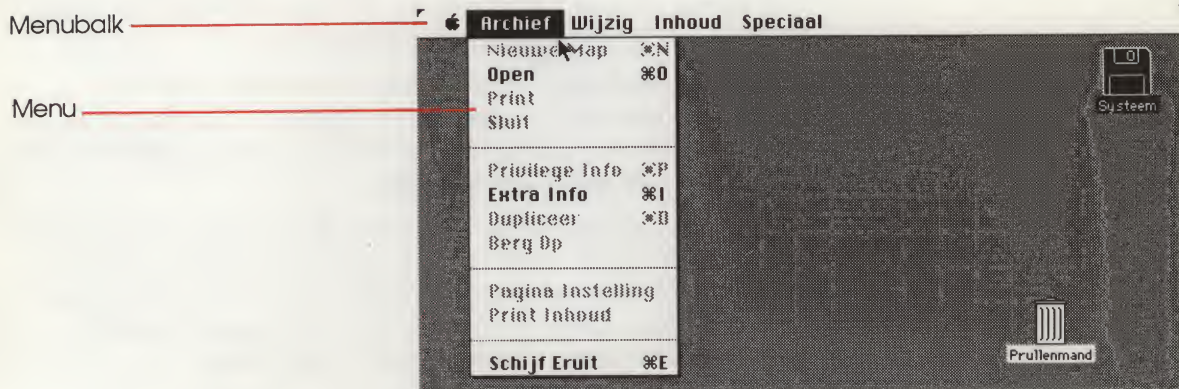 Menubalk
Archief Wijzig Inhoud Speciaal
Menu
Nieuwe Map ⌘N
Open ⌘O
Print
Sluit
Privilege Info ⌘P
Extra Info ⌘I
Dupliceer ⌘D
Berg Op
Pagina Instelling
Print Inhoud
Schijf Eruit ⌘E
Systeem
Prullenmand